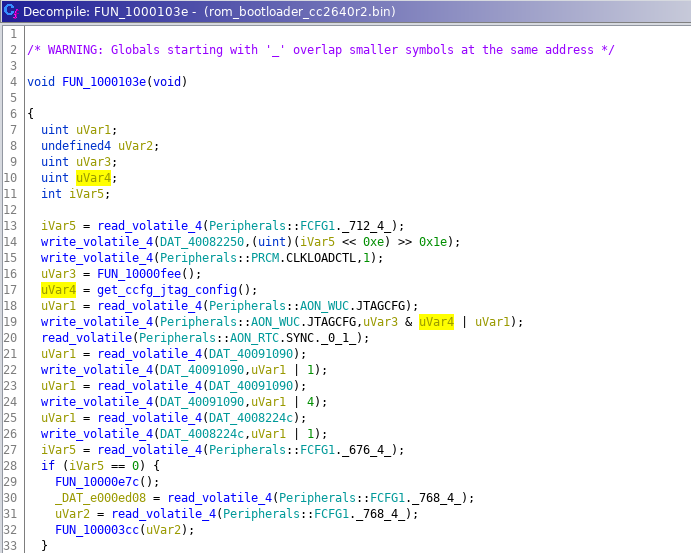 Decompile: FUN_1000103e - (rom_bootloader_cc2640r2.bin)
1
2 /* WARNING: Globals starting with '_' overlap smaller symbols at the same address */
3
4 void FUN_1000103e(void)
5
6 {
7 uint uVar1;
8 undefined4 uVar2;
9 uint uVar3;
10 uint uVar4;
11 int iVar5;
12
13 iVar5 = read_volatile_4(Peripherals::FCFG1._712_4_);
14 write_volatile_4(DAT_40082250,(uint)(iVar5 << 0xe) >> 0x1e);
15 write_volatile_4(Peripherals::PRCM.CLKLOADCTL,1);
16 uVar3 = FUN_10000fee();
17 uVar4 = get_ccfg_jtag_config();
18 uVar1 = read_volatile_4(Peripherals::AON_WUC.JTAGCFG);
19 write_volatile_4(Peripherals::AON_WUC.JTAGCFG,uVar3 & uVar4 | uVar1);
20 read_volatile(Peripherals::AON_RTC.SYNC._0_1_);
21 uVar1 = read_volatile_4(DAT_40091090);
22 write_volatile_4(DAT_40091090,uVar1 | 1);
23 uVar1 = read_volatile_4(DAT_40091090);
24 write_volatile_4(DAT_40091090,uVar1 | 4);
25 uVar1 = read_volatile_4(DAT_4008224c);
26 write_volatile_4(DAT_4008224c,uVar1 | 1);
27 iVar5 = read_volatile_4(Peripherals::FCFG1._676_4_);
28 if (iVar5 == 0) {
29 FUN_10000e7c();
30 _DAT_e000ed08 = read_volatile_4(Peripherals::FCFG1._768_4_);
31 uVar2 = read_volatile_4(Peripherals::FCFG1._768_4_);
32 FUN_100003cc(uVar2);
33 }